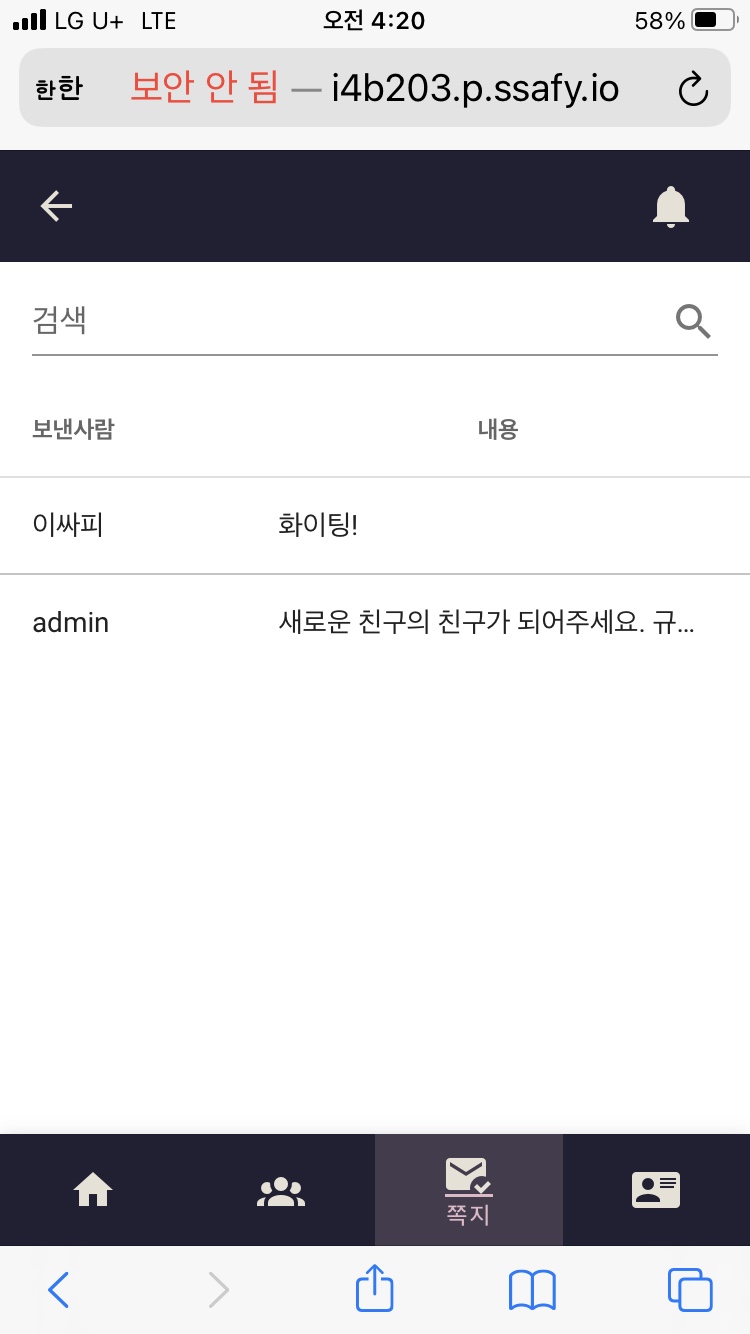 LG U+ LTE 오전 4:20 58%
한한 보안 안 됨 — i4b203.p.ssafy.io
검색
보낸사람 내용
이싸피 화이팅!
admin 새로운 친구의 친구가 되어주세요. 규...
쪽지